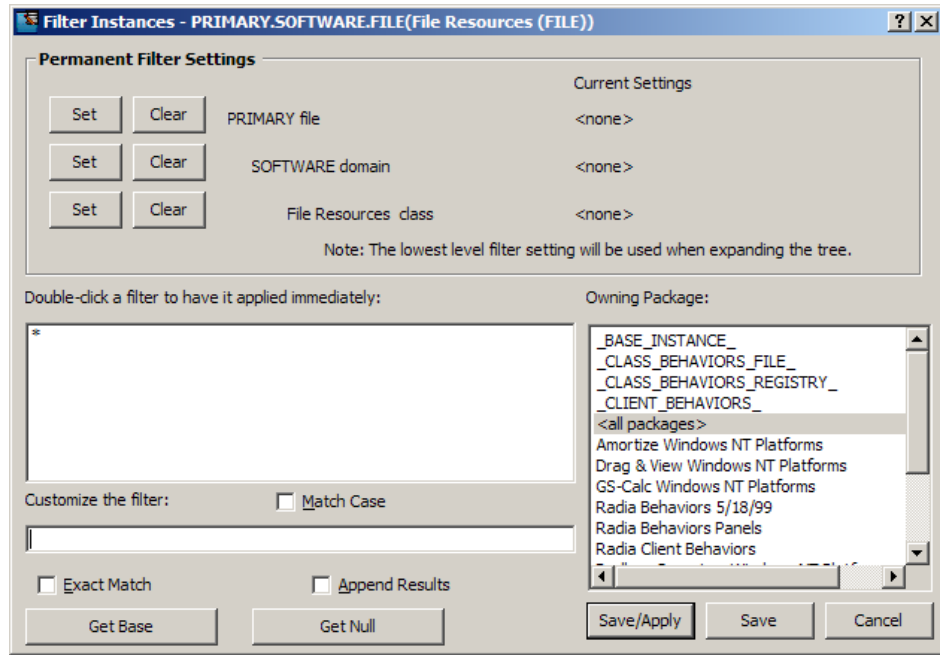 Filter Instances - PRIMARY.SOFTWARE.FILE(File Resources (FILE))
Permanent Filter Settings
Current Settings
Set Clear PRIMARY file <none>
Set Clear SOFTWARE domain <none>
Set Clear File Resources class <none>
Note: The lowest level filter setting will be used when expanding the tree.
Double-click a filter to have it applied immediately:
*
Customize the filter:
Match Case
Exact Match
Append Results
Get Base
Get Null
Owning Package:
_BASE_INSTANCE_
_CLASS_BEHAVIORS_FILE_
_CLASS_BEHAVIORS_REGISTRY_
_CLIENT_BEHAVIORS_
<all packages>
Amortize Windows NT Platforms
Drag & View Windows NT Platforms
GS-Calc Windows NT Platforms
Radia Behaviors 5/18/99
Radia Behaviors Panels
Radia Client Behaviors
Save/Apply
Save
Cancel